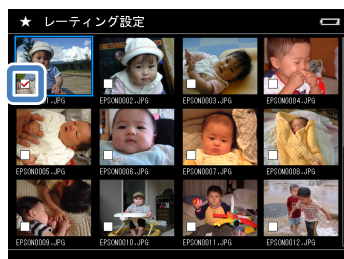 ★ レーティング設定
01.JPG EPSON0002.JPG EPSON0003.JPG EPSON0004.JPG
EPSON0005.JPG EPSON0006.JPG EPSON0007.JPG EPSON0008.JPG
EPSON0009.JPG EPSON0010.JPG EPSON0011.JPG EPSON0012.JPG